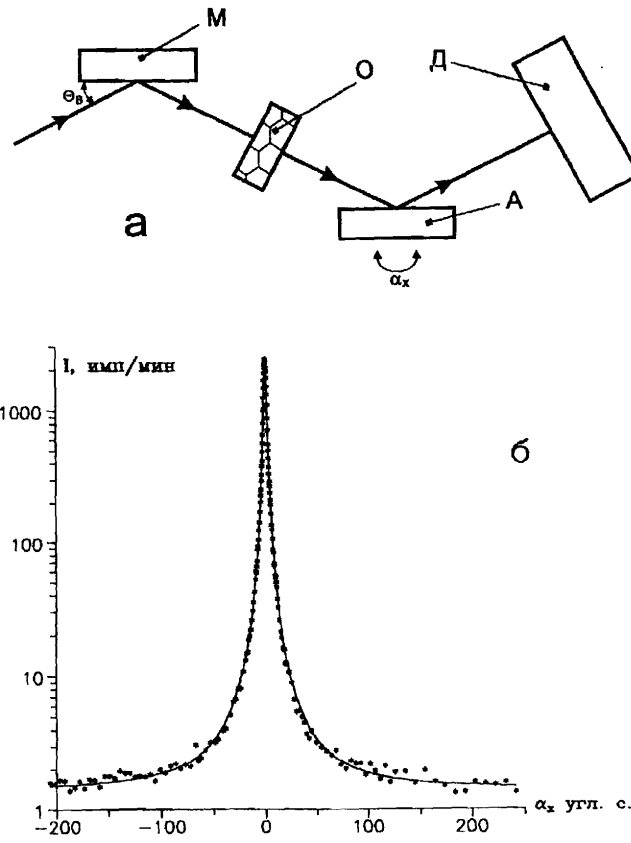 М
О
Д
Θв
А
а
αx
I, имп/мин
б
1000
100
10
1
−200
−100
0
100
200
αx угл. с.